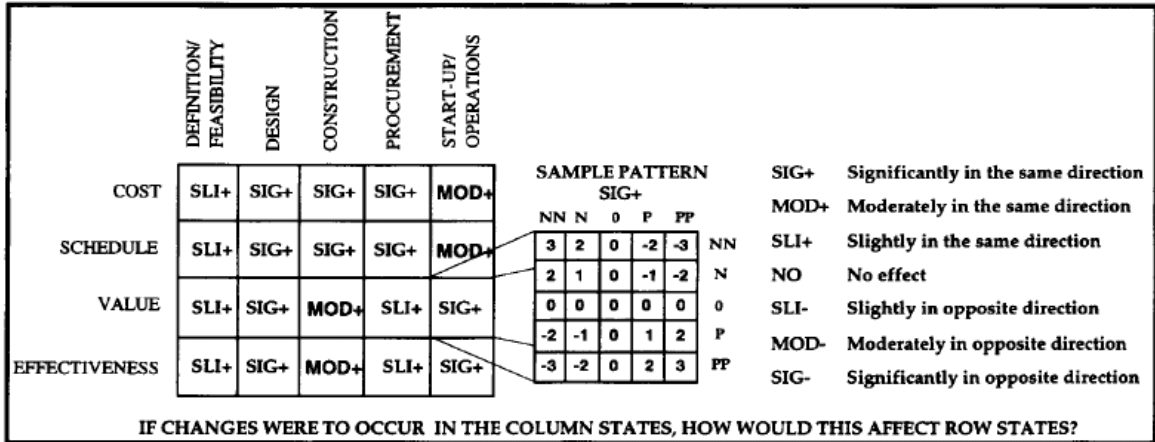 DEFINITION/
FEASIBILITY
DESIGN
CONSTRUCTION
PROCUREMENT
START-UP/
OPERATIONS
COST SLI+ SIG+ SIG+ SIG+ MOD+
SCHEDULE SLI+ SIG+ SIG+ SIG+ MOD+
VALUE SLI+ SIG+ MOD+ SLI+ SIG+
EFFECTIVENESS SLI+ SIG+ MOD+ SLI+ SIG+
SAMPLE PATTERN
SIG+
NN N 0 P PP
3 2 0 -2 -3 NN
2 1 0 -1 -2 N
0 0 0 0 0 0
-2 -1 0 1 2 P
-3 -2 0 2 3 PP
SIG+ Significantly in the same direction
MOD+ Moderately in the same direction
SLI+ Slightly in the same direction
NO No effect
SLI- Slightly in opposite direction
MOD- Moderately in opposite direction
SIG- Significantly in opposite direction
IF CHANGES WERE TO OCCUR IN THE COLUMN STATES, HOW WOULD THIS AFFECT ROW STATES?